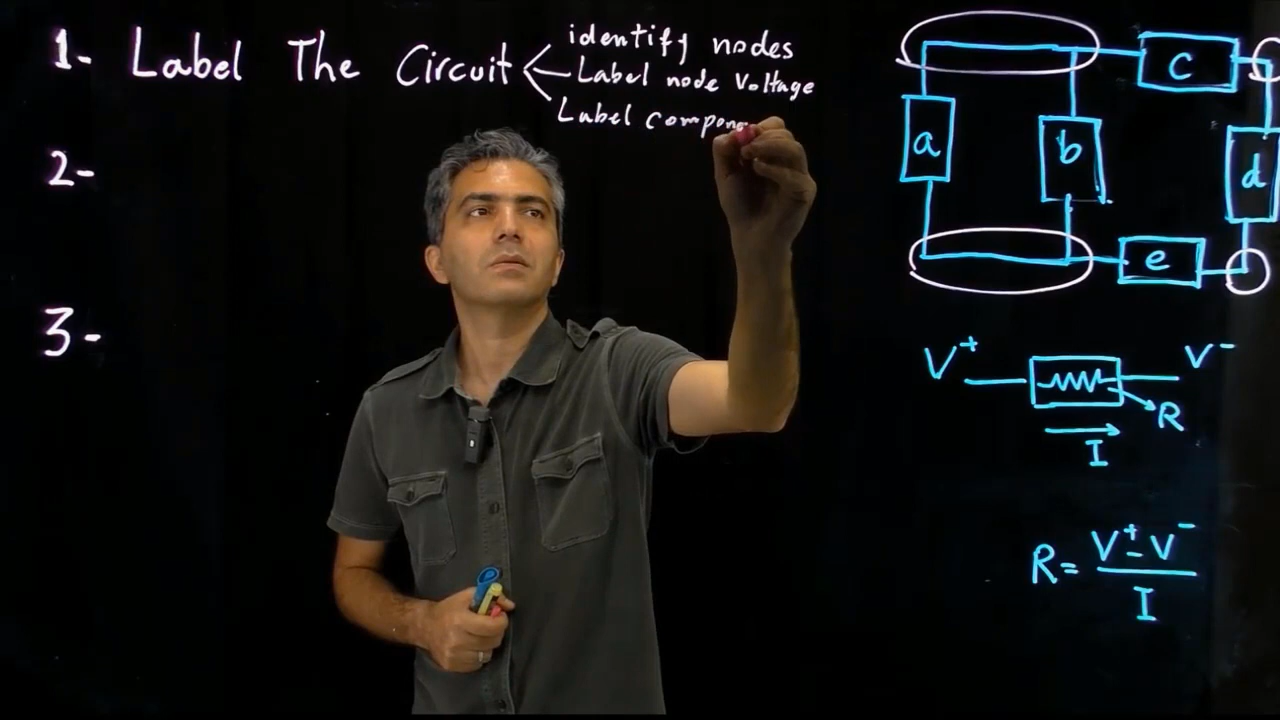 1- Label The Circuit
identify nodes
Label node Voltage
Label
2-
3-
a
b
c
d
e
V⁺
V⁻
R
I
R = V⁺ - V⁻ / I